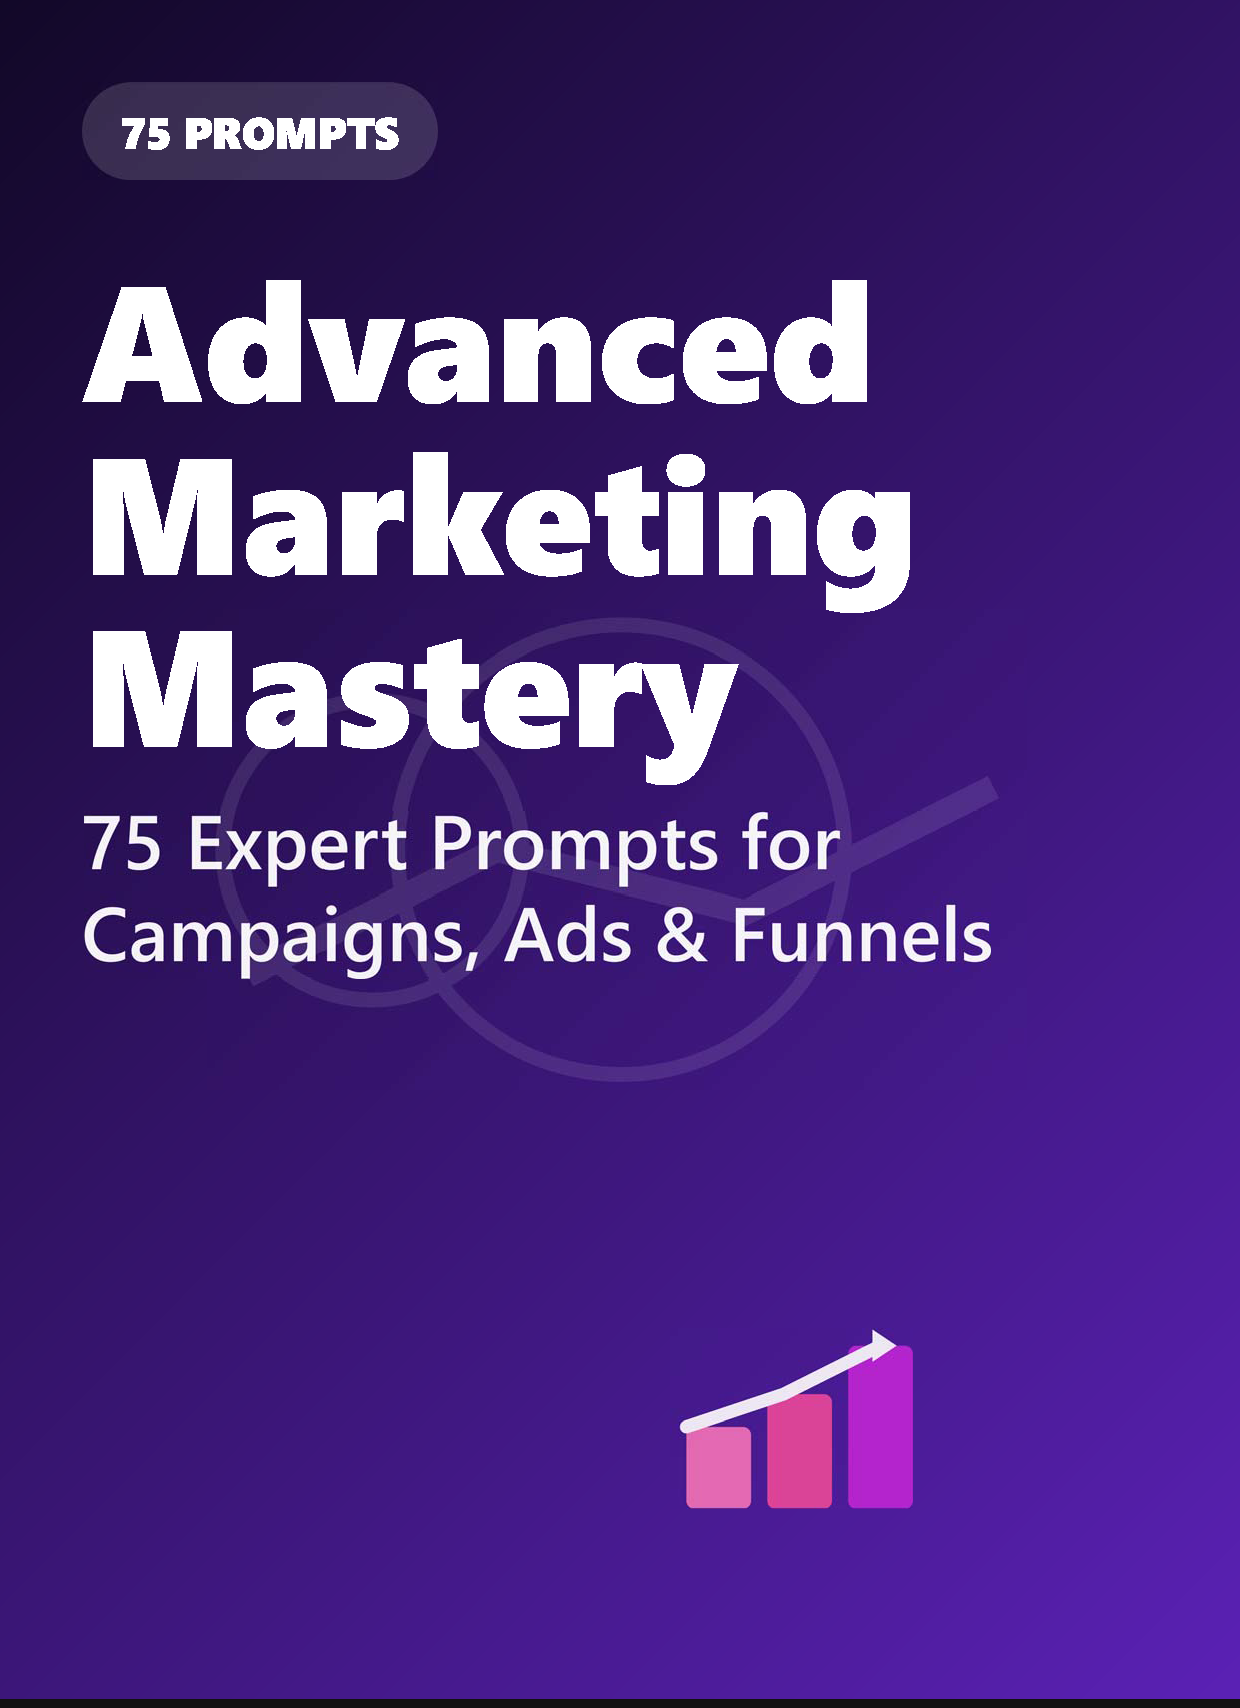 75 PROMPTS
Advanced
Marketing
Mastery
75 Expert Prompts for
Campaigns, Ads & Funnels